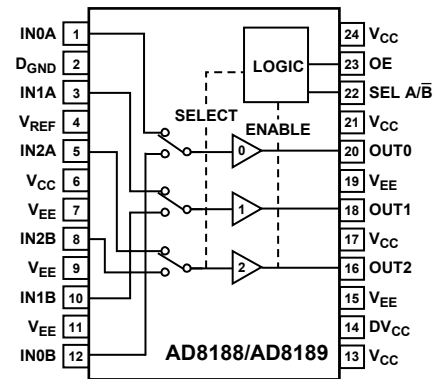 IN0A 1
DGND 2
IN1A 3
VREF 4
IN2A 5
VCC 6
VEE 7
IN2B 8
VEE 9
IN1B 10
VEE 11
IN0B 12
LOGIC
SELECT
ENABLE
0
1
2
AD8188/AD8189
24 VCC
23 OE
22 SEL A/B̅
21 VCC
20 OUT0
19 VEE
18 OUT1
17 VCC
16 OUT2
15 VEE
14 DVCC
13 VCC